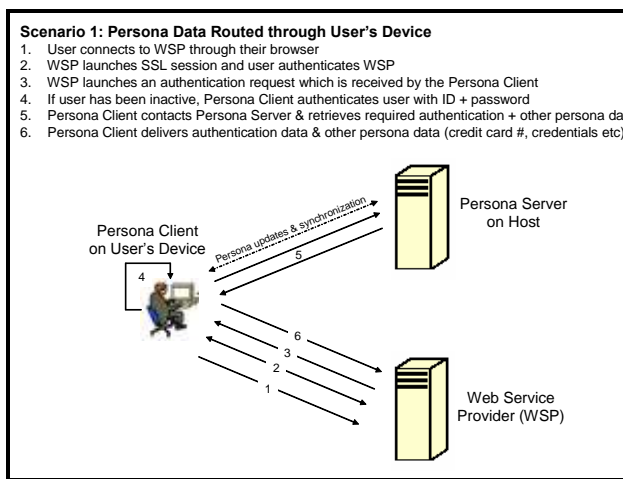 Scenario 1: Persona Data Routed through User's Device
1. User connects to WSP through their browser
2. WSP launches SSL session and user authenticates WSP
3. WSP launches an authentication request which is received by the Persona Client
4. If user has been inactive, Persona Client authenticates user with ID + password
5. Persona Client contacts Persona Server & retrieves required authentication + other persona da
6. Persona Client delivers authentication data & other persona data (credit card #, credentials etc)
Persona Client
on User's Device
4
Persona updates & synchronization
5
Persona Server
on Host
6
3
2
1
Web Service
Provider (WSP)